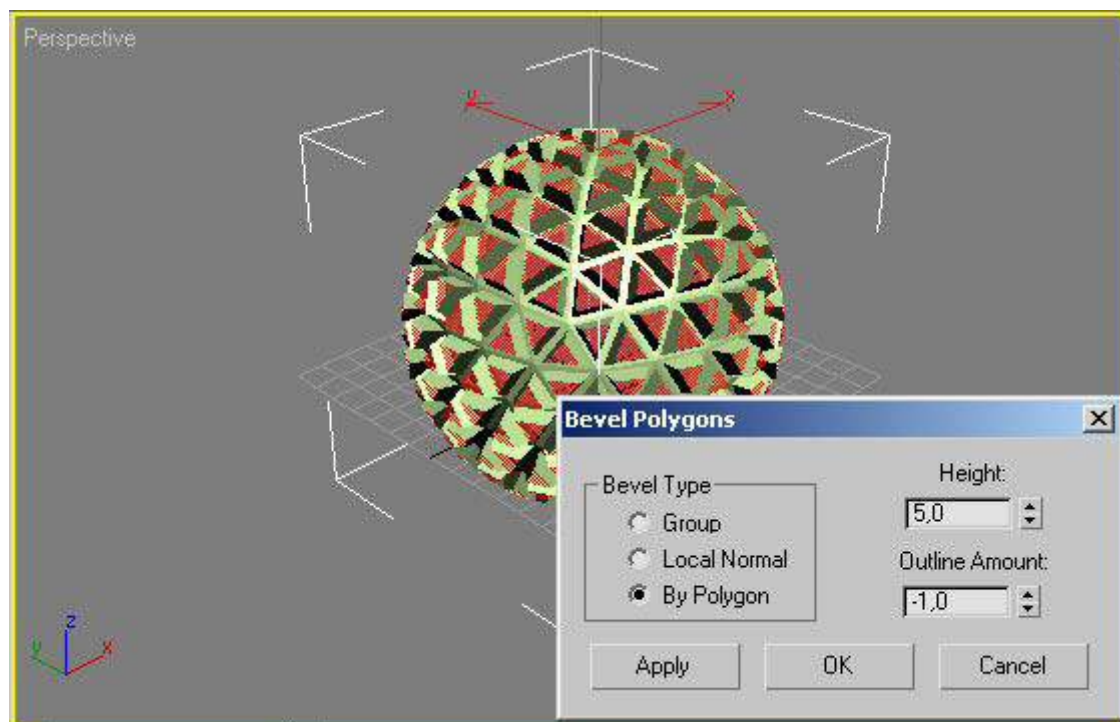 Perspective
y x
Bevel Polygons
Bevel Type
Group
Local Normal
By Polygon
Height:
5,0
Outline Amount:
-1,0
Apply OK Cancel
z
y x